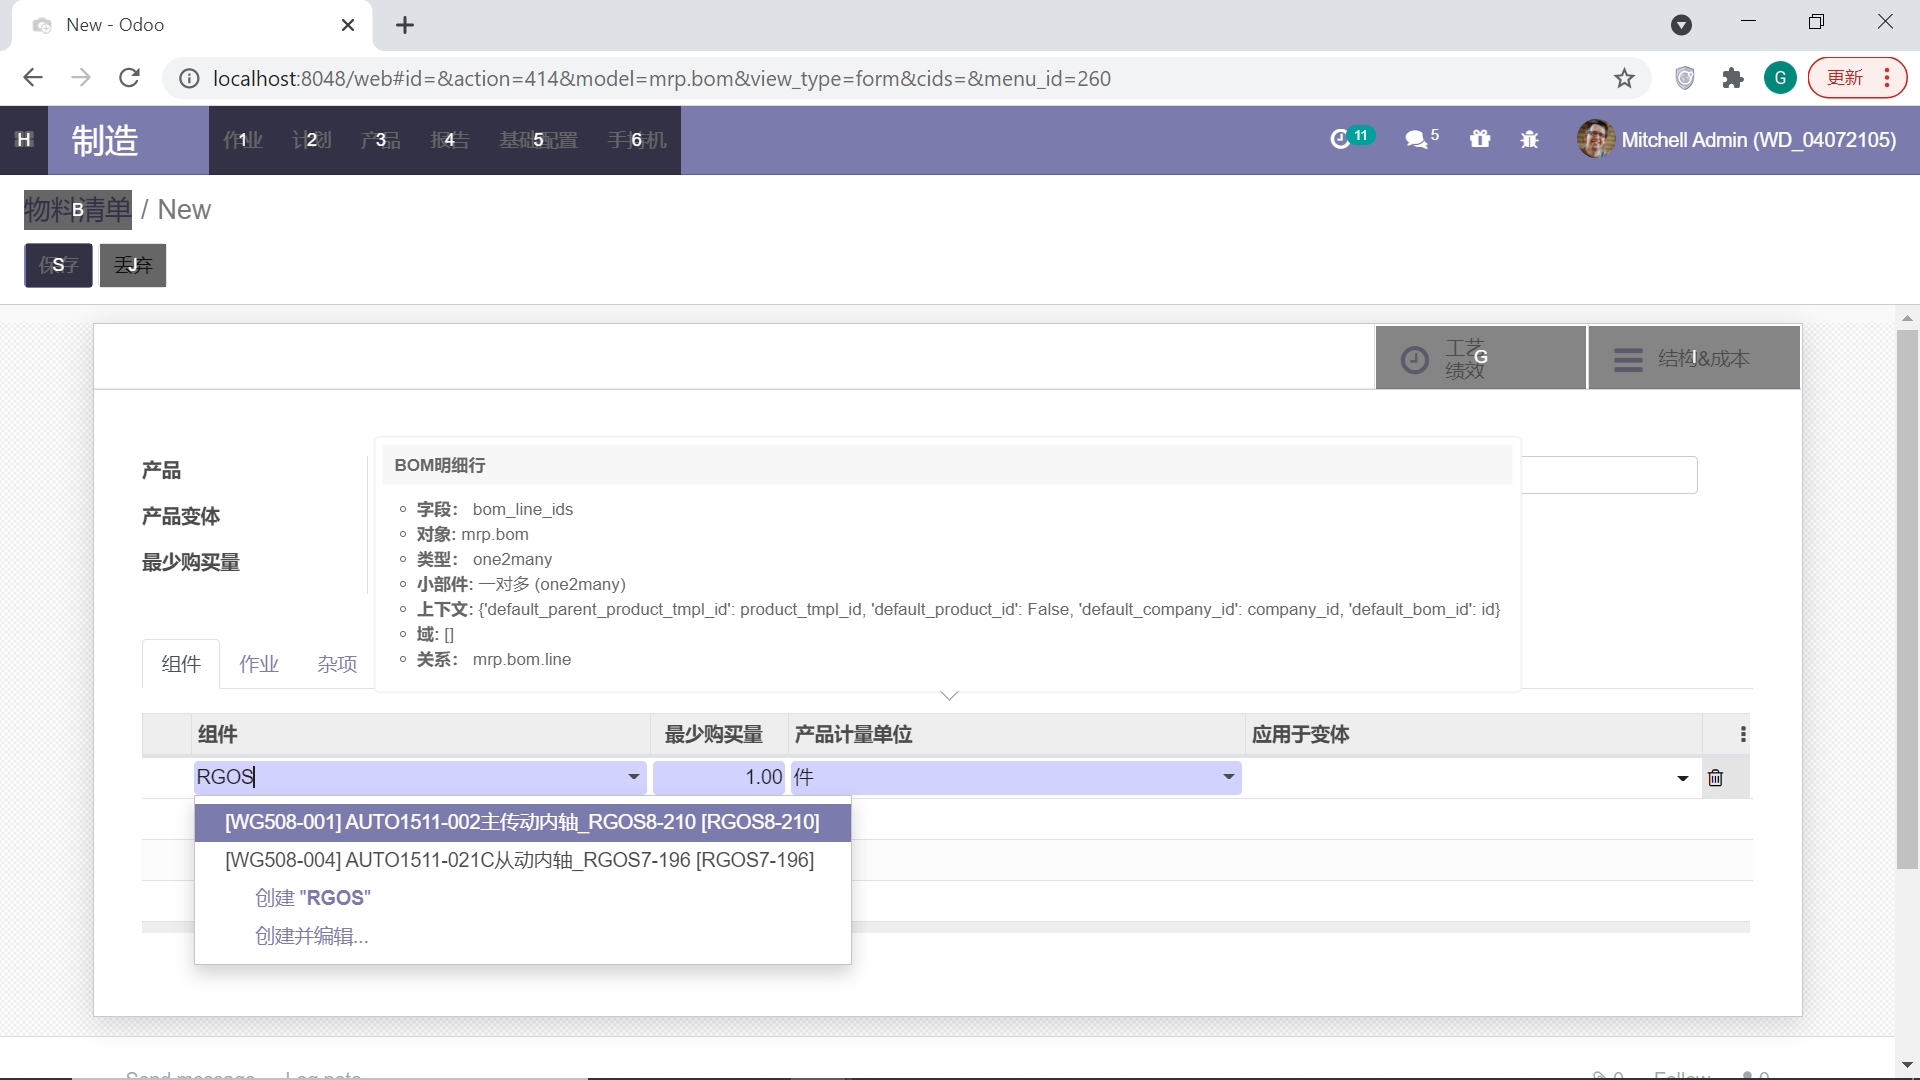 New - Odoo
localhost:8048/web#id=&action=414&model=mrp.bom&view_type=form&cids=&menu_id=260
G
更新
H
制造
作业 1
计划 2
产品 3
报告 4
基础配置 5
手持机 6
11
5
Mitchell Admin (WD_04072105)
物料清单 B / New
保存 S
丢弃 J
工艺
绩效
G
结构&成本
I
产品
产品变体
最少购买量
BOM明细行
字段： bom_line_ids
对象: mrp.bom
类型： one2many
小部件: 一对多 (one2many)
上下文: {'default_parent_product_tmpl_id': product_tmpl_id, 'default_product_id': False, 'default_company_id': company_id, 'default_bom_id': id}
域: []
关系： mrp.bom.line
组件 作业 杂项
组件 最少购买量 产品计量单位 应用于变体
RGOS 1.00 件
[WG508-001] AUTO1511-002主传动内轴_RGOS8-210 [RGOS8-210]
[WG508-004] AUTO1511-021C从动内轴_RGOS7-196 [RGOS7-196]
创建 "RGOS"
创建并编辑...
Send message Log note 0 Follow 0